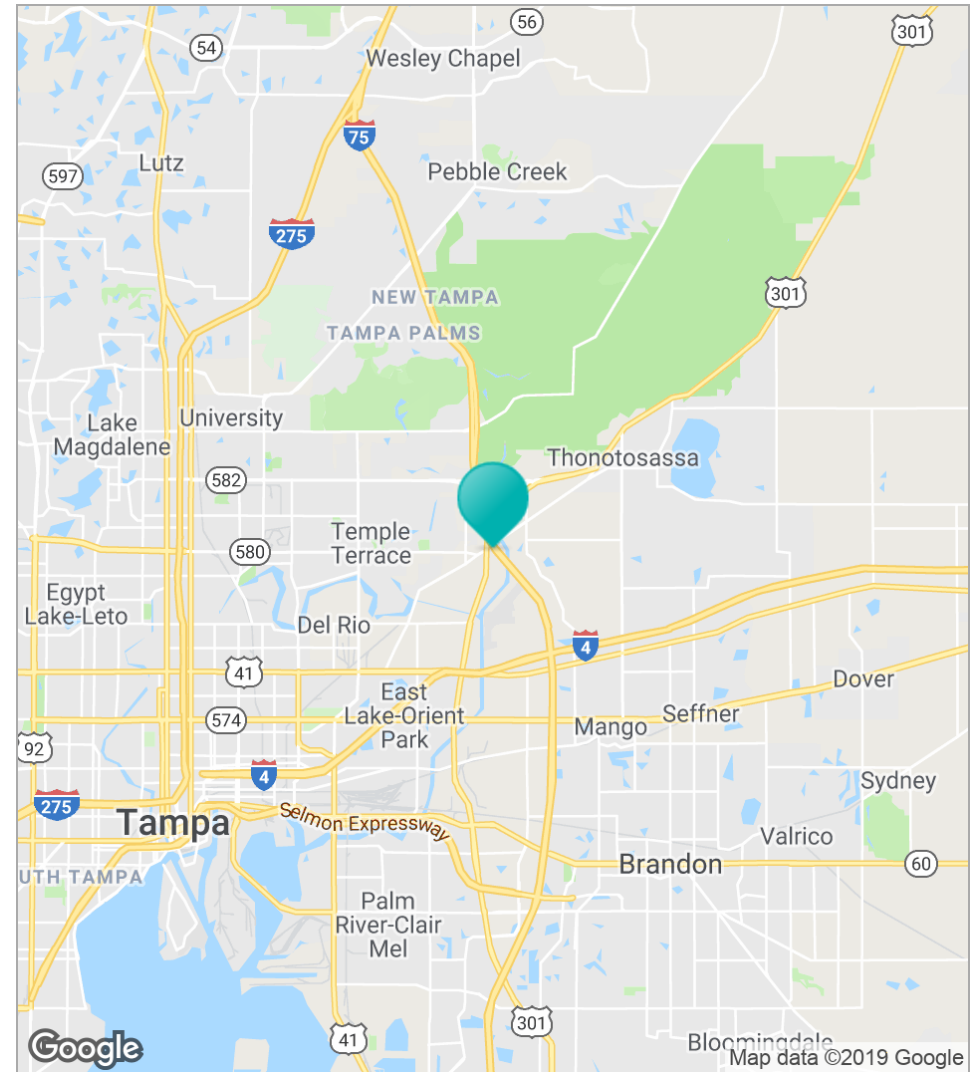 56
301
54
Wesley Chapel
75
Lutz
Pebble Creek
597
275
NEW TAMPA
301
TAMPA PALMS
University
Lake
Magdalene
Thonotosassa
582
Temple
Terrace
580
Egypt
Lake-Leto
Del Rio
4
41
Dover
East
Lake-Orient
Park
574
Mango
Seffner
92
4
Sydney
275
Tampa
Selmon Expressway
Valrico
Brandon
60
UTH TAMPA
Palm
River-Clair
Mel
301
41
Bloomingdale
Google
Map data ©2019 Google